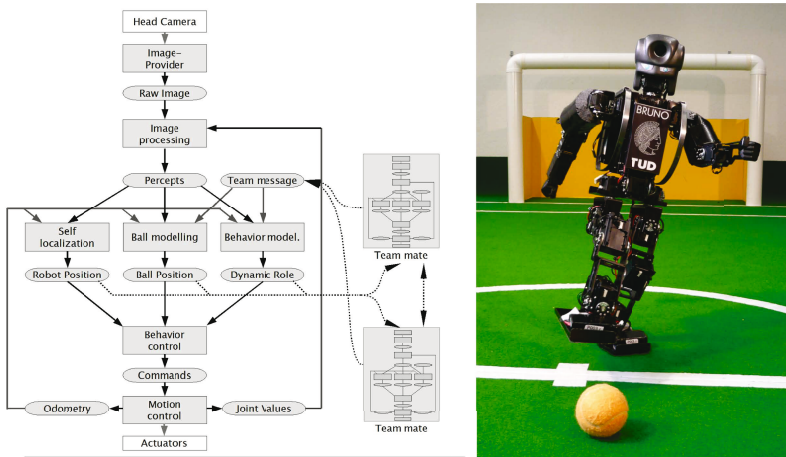 Head Camera
Image-
Provider
Raw Image
Image
processing
Percepts
Team message
Self
localization
Ball modelling
Behavior model.
Robot Position
Ball Position
Dynamic Role
Team mate
Behavior
control
Commands
Odometry
Motion
control
Joint Values
Actuators
Team mate
BRUNO
TUD